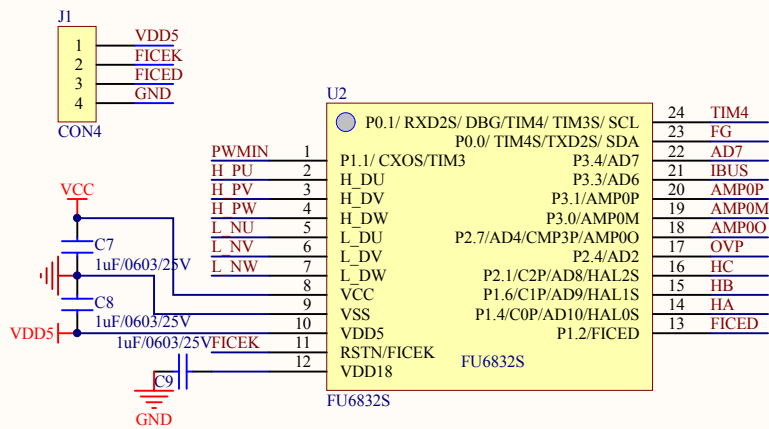 J1
1 VDD5
2 FICEK
3 FICED
4 GND
CON4
U2
P0.1/ RXD2S/ DBG/TIM4/ TIM3S/ SCL 24 TIM4
P0.0/ TIM4S/TXD2S/ SDA 23 FG
PWMIN 1 P1.1/ CXOS/TIM3 P3.4/AD7 22 AD7
H_PU 2 H_DU P3.3/AD6 21 IBUS
H_PV 3 H_DV P3.1/AMP0P 20 AMP0P
H_PW 4 H_DW P3.0/AMP0M 19 AMP0M
L_NU 5 L_DU P2.7/AD4/CMP3P/AMP0O 18 AMP0O
L_NV 6 L_DV P2.4/AD2 17 OVP
L_NW 7 L_DW P2.1/C2P/AD8/HAL2S 16 HC
8 VCC P1.6/C1P/AD9/HAL1S 15 HB
9 VSS P1.4/C0P/AD10/HAL0S 14 HA
10 VDD5 P1.2/FICED 13 FICED
FICEK 11 RSTN/FICEK
12 VDD18
FU6832S
FU6832S
VCC
C7
1uF/0603/25V
C8
1uF/0603/25V
VDD5
1uF/0603/25V
C9
GND